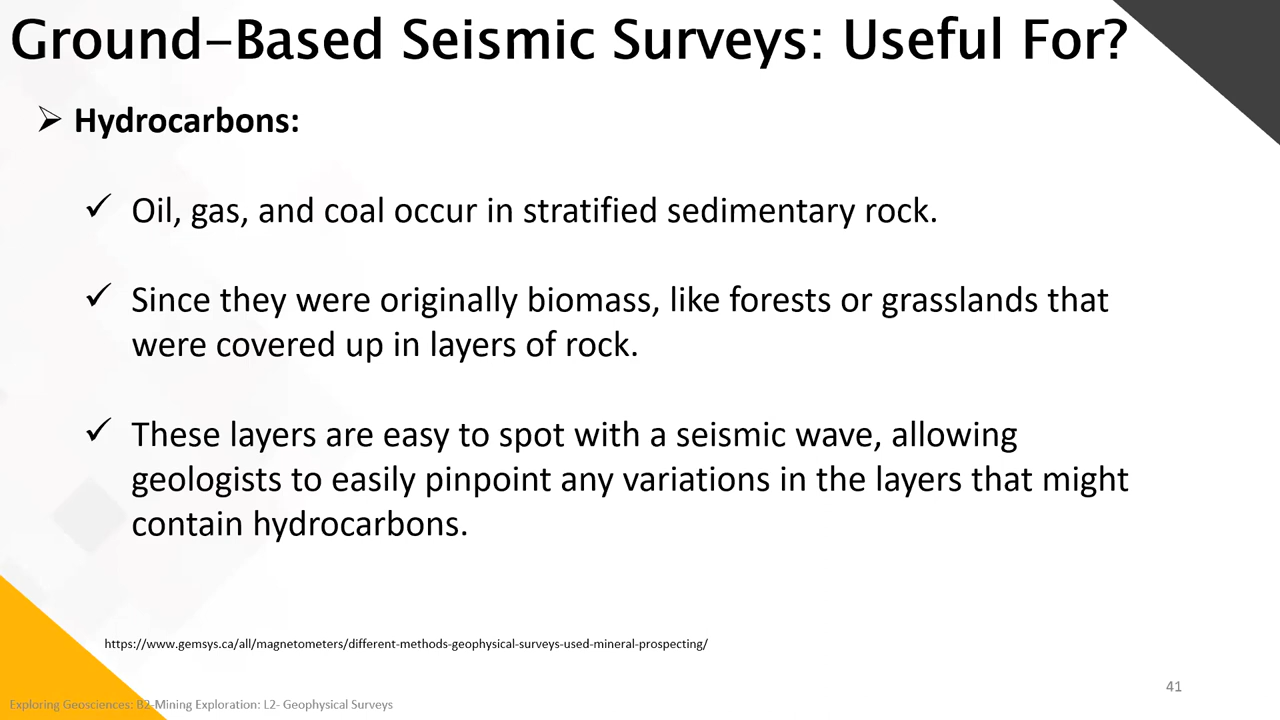 Ground-Based Seismic Surveys: Useful For?
➢ Hydrocarbons:
✓ Oil, gas, and coal occur in stratified sedimentary rock.
✓ Since they were originally biomass, like forests or grasslands that
were covered up in layers of rock.
✓ These layers are easy to spot with a seismic wave, allowing
geologists to easily pinpoint any variations in the layers that might
contain hydrocarbons.
https://www.gemsys.ca/all/magnetometers/different-methods-geophysical-surveys-used-mineral-prospecting/
41
Exploring Geosciences: B2-Mining Exploration: L2- Geophysical Surveys